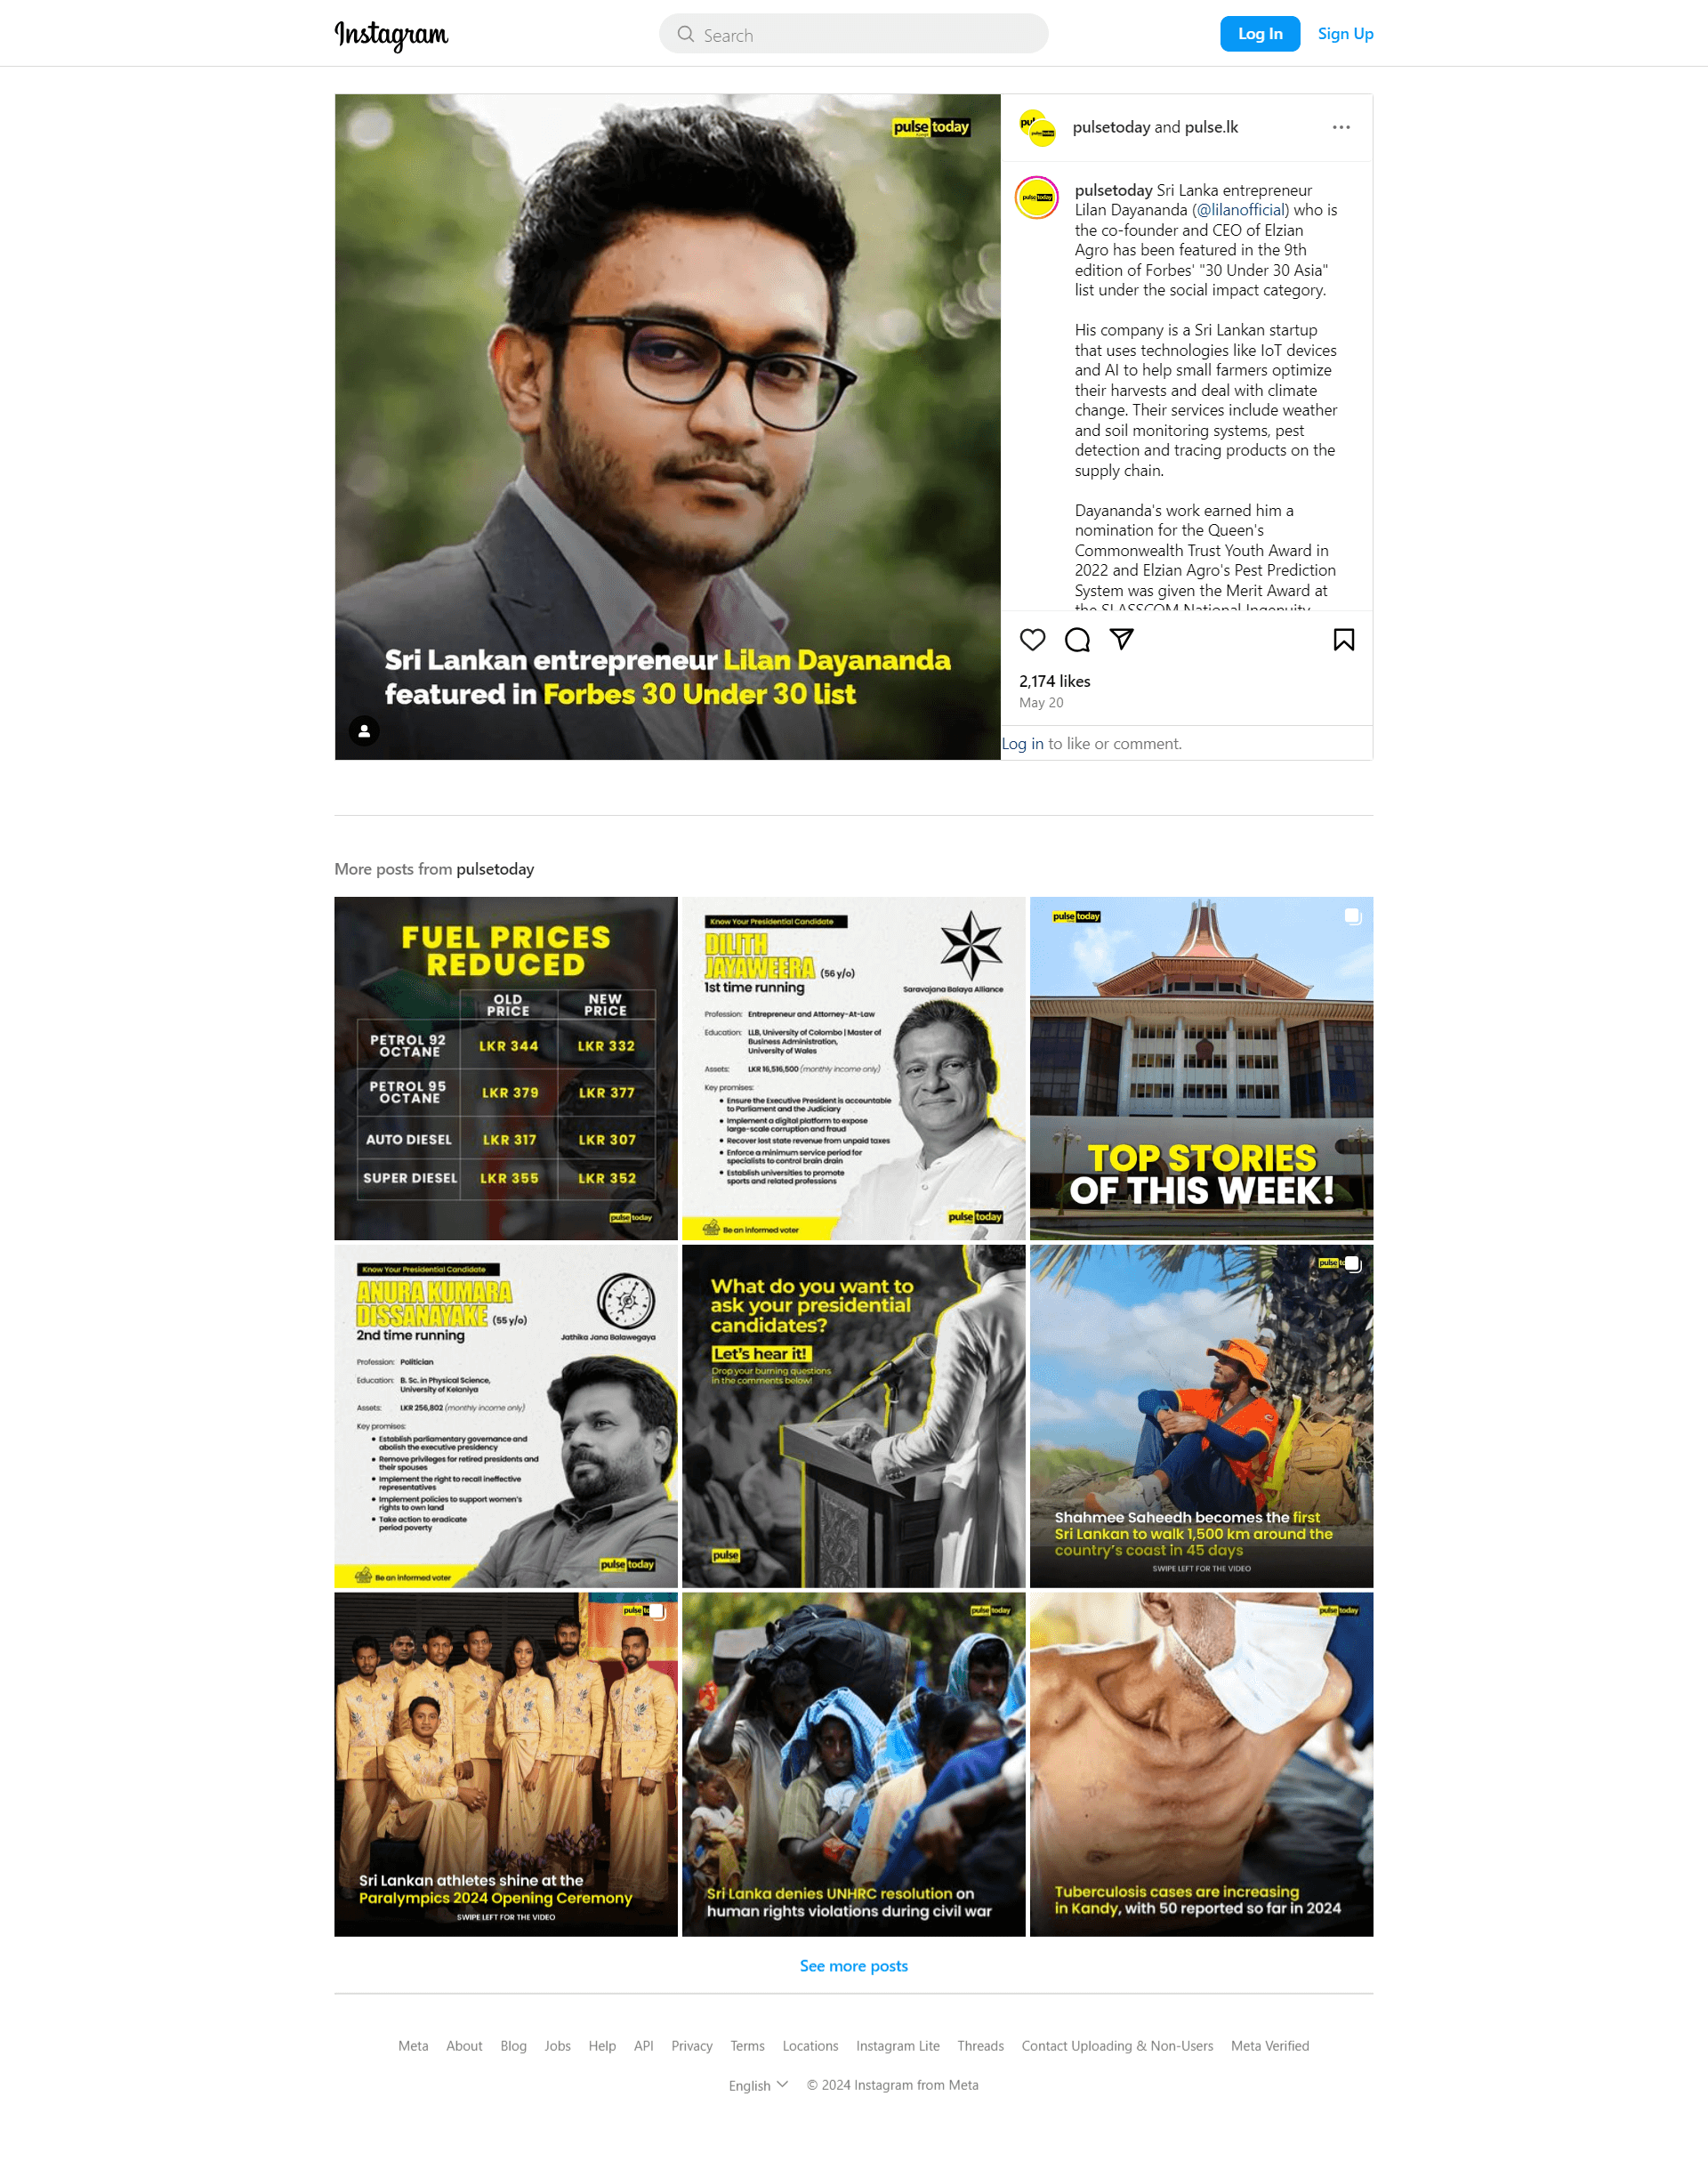 Instagram
Search
Log In
Sign Up
pulse today
Sri Lankan entrepreneur Lilan Dayananda
featured in Forbes 30 Under 30 list
pulsetoday and pulse.lk
pulse today
pulsetoday Sri Lanka entrepreneur
Lilan Dayananda (@lilanofficial) who is
the co-founder and CEO of Elzian
Agro has been featured in the 9th
edition of Forbes' "30 Under 30 Asia"
list under the social impact category.
His company is a Sri Lankan startup
that uses technologies like IoT devices
and AI to help small farmers optimize
their harvests and deal with climate
change. Their services include weather
and soil monitoring systems, pest
detection and tracing products on the
supply chain.
Dayananda's work earned him a
nomination for the Queen's
Commonwealth Trust Youth Award in
2022 and Elzian Agro's Pest Prediction
System was given the Merit Award at
the SLASSCOM National Ingenuity
2,174 likes
May 20
Log in to like or comment.
More posts from pulsetoday
FUEL PRICES
REDUCED
OLD PRICE
NEW PRICE
PETROL 92 OCTANE LKR 344 LKR 332
PETROL 95 OCTANE LKR 379 LKR 377
AUTO DIESEL LKR 317 LKR 307
SUPER DIESEL LKR 355 LKR 352
pulse today
Know Your Presidential Candidate
DILITH
JAYAWEERA (56 y/o)
1st time running
Sarvajana Balaya Alliance
Profession: Entrepreneur and Attorney-At-Law
Education: LLB, University of Colombo | Master of
Business Administration,
University of Wales
Assets: LKR 16,516,500 (monthly income only)
Key promises:
• Ensure the Executive President is accountable
to Parliament and the Judiciary
• Implement a digital platform to expose
large-scale corruption and fraud
• Recover lost state revenue from unpaid taxes
• Enforce a minimum service period for
specialists to control brain drain
• Establish universities to promote
sports and related professions
Be an informed voter
pulse today
pulse today
TOP STORIES
OF THIS WEEK!
Know Your Presidential Candidate
ANURA KUMARA
DISSANAYAKE (55 y/o)
2nd time running
Jathika Jana Balawegaya
Profession: Politician
Education: B. Sc. in Physical Science,
University of Kelaniya
Assets: LKR 256,802 (monthly income only)
Key promises:
• Establish parliamentary governance and
abolish the executive presidency
• Remove privileges for retired presidents and
their spouses
• Implement the right to recall ineffective
representatives
• Implement policies to support women's
rights to own land
• Take action to eradicate
period poverty
Be an informed voter
pulse today
What do you want to
ask your presidential
candidates?
Let's hear it!
Drop your burning questions
in the comments below!
pulse
pulse
Shahmee Saheedh becomes the first
Sri Lankan to walk 1,500 km around the
country's coast in 45 days
SWIPE LEFT FOR THE VIDEO
pulse
Sri Lankan athletes shine at the
Paralympics 2024 Opening Ceremony
SWIPE LEFT FOR THE VIDEO
pulse today
Sri Lanka denies UNHRC resolution on
human rights violations during civil war
pulse today
Tuberculosis cases are increasing
in Kandy, with 50 reported so far in 2024
See more posts
Meta About Blog Jobs Help API Privacy Terms Locations Instagram Lite Threads Contact Uploading & Non-Users Meta Verified
English © 2024 Instagram from Meta